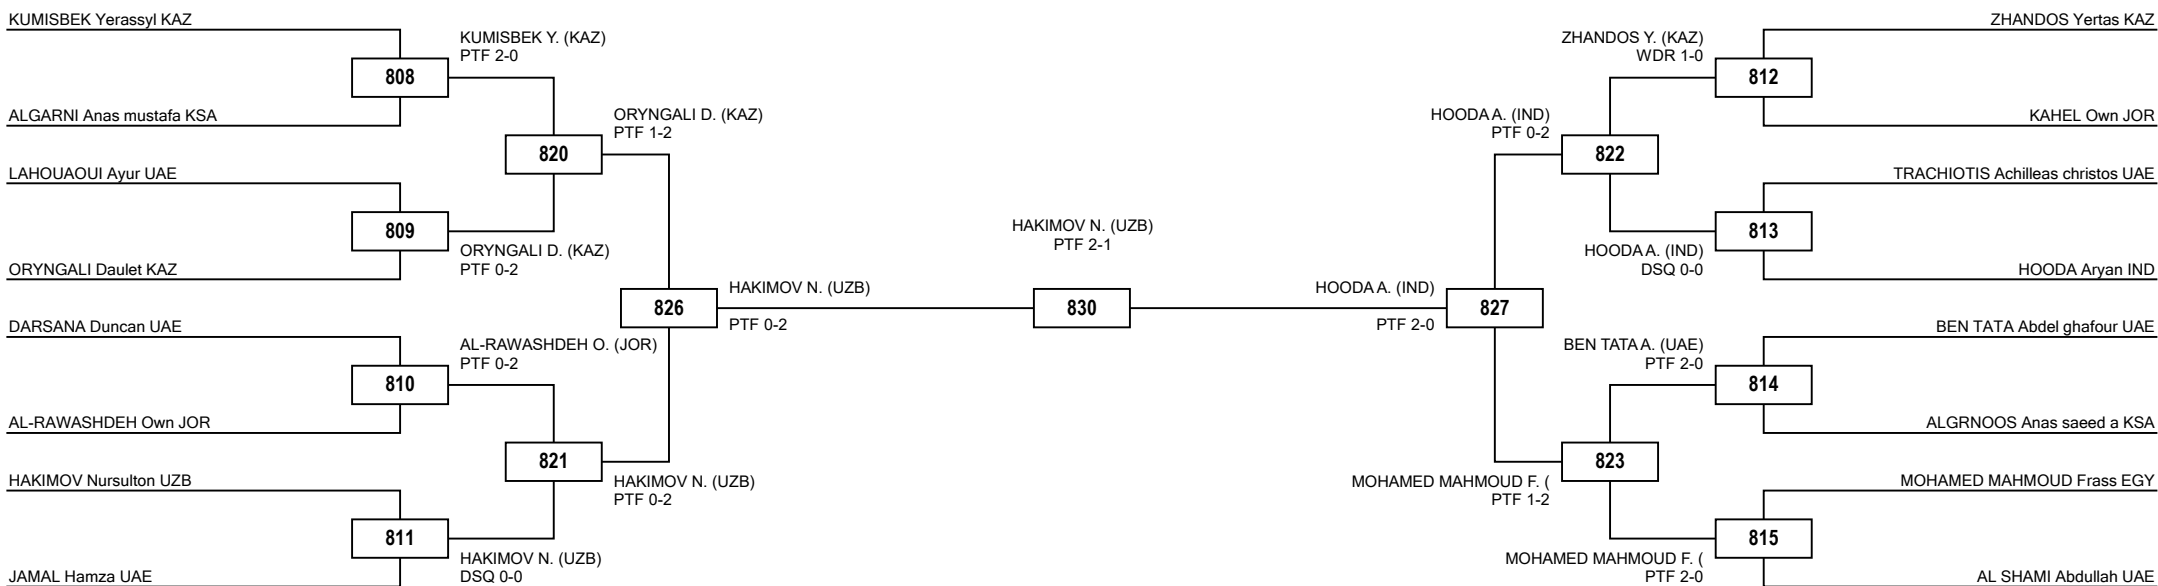 KUMISBEK Yerassyl KAZ
808
KUMISBEK Y. (KAZ)
PTF 2-0
ALGARNI Anas mustafa KSA
820
ORYNGALI D. (KAZ)
PTF 1-2
LAHOUAOUI Ayur UAE
809
ORYNGALI D. (KAZ)
PTF 0-2
ORYNGALI Daulet KAZ
826
HAKIMOV N. (UZB)
PTF 0-2
DARSANA Duncan UAE
810
AL-RAWASHDEH O. (JOR)
PTF 0-2
AL-RAWASHDEH Own JOR
821
HAKIMOV N. (UZB)
PTF 0-2
HAKIMOV Nursulton UZB
811
HAKIMOV N. (UZB)
DSQ 0-0
JAMAL Hamza UAE
HAKIMOV N. (UZB)
PTF 2-1
830
ZHANDOS Yertas KAZ
ZHANDOS Y. (KAZ)
WDR 1-0
812
KAHEL Own JOR
HOODA A. (IND)
PTF 0-2
822
TRACHIOTIS Achilleas christos UAE
813
HOODA A. (IND)
DSQ 0-0
HOODA Aryan IND
HOODA A. (IND)
PTF 2-0
827
BEN TATA Abdel ghafour UAE
BEN TATA A. (UAE)
PTF 2-0
814
ALGRNOOS Anas saeed a KSA
823
MOHAMED MAHMOUD F. (
PTF 1-2
MOHAMED MAHMOUD Frass EGY
815
MOHAMED MAHMOUD F. (
PTF 2-0
AL SHAMI Abdullah UAE